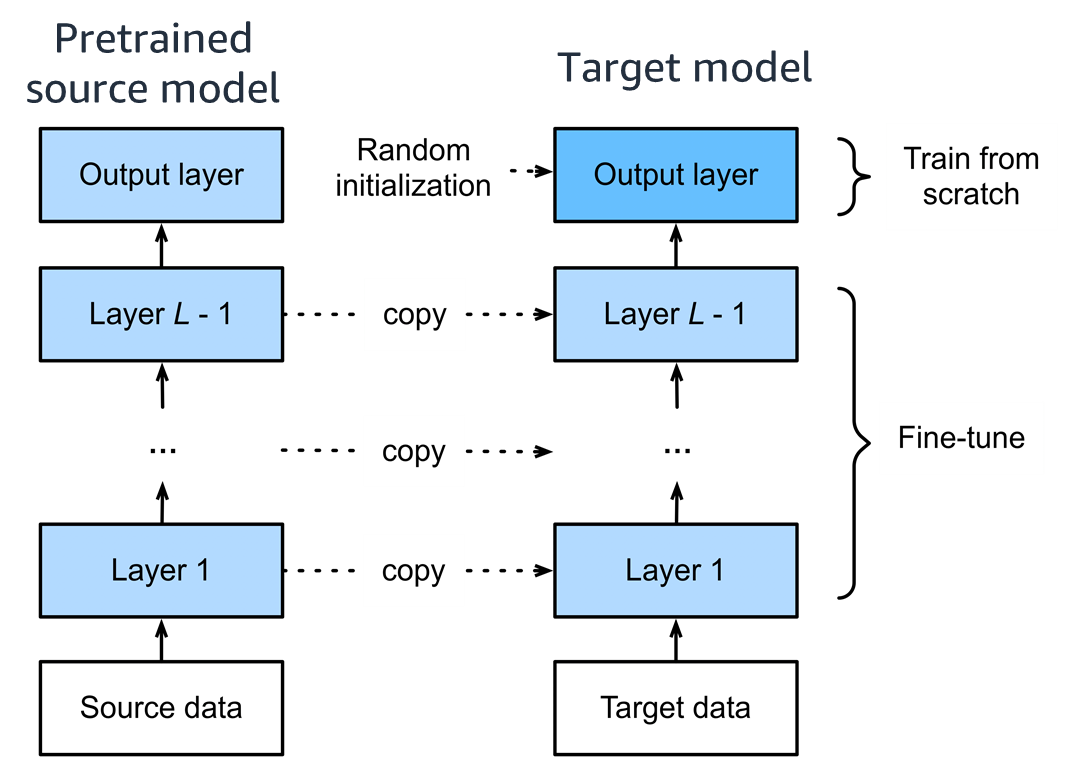 Pretrained
source model
Target model
Output layer
Random
initialization
Output layer
Train from
scratch
Layer L - 1
copy
Layer L - 1
...
copy
...
Fine-tune
Layer 1
copy
Layer 1
Source data
Target data